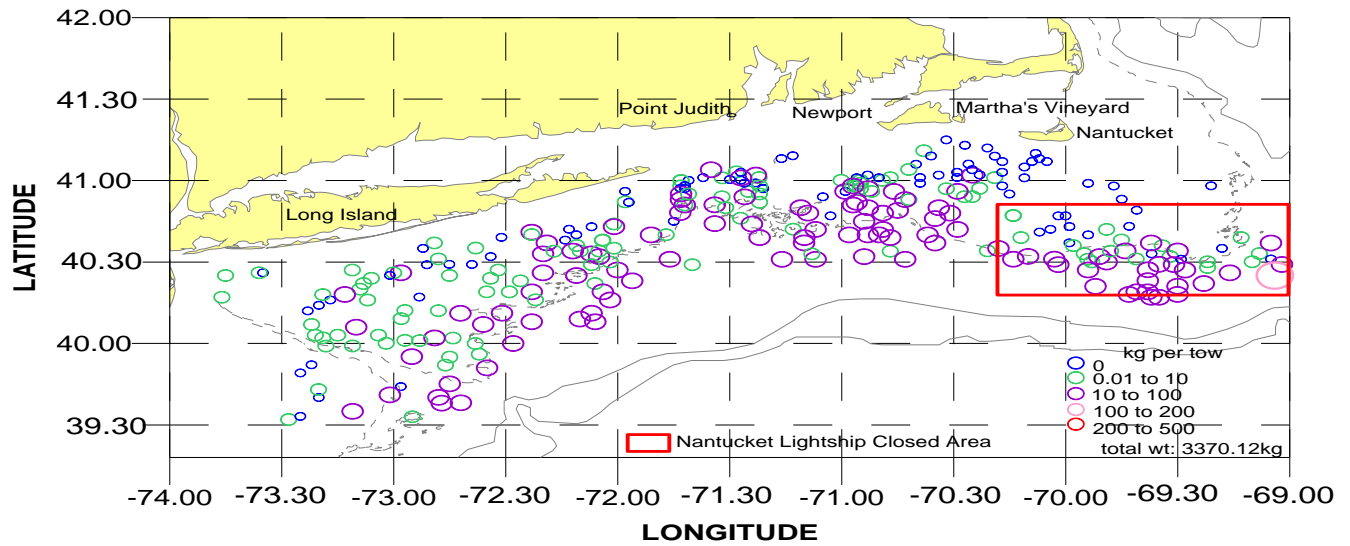 42.00
41.30
41.00
40.30
40.00
39.30
LATITUDE
Point Judith
Newport
Martha's Vineyard
Nantucket
Long Island
kg per tow
0
0.01 to 10
10 to 100
100 to 200
200 to 500
total wt: 3370.12kg
Nantucket Lightship Closed Area
-74.00 -73.30 -73.00 -72.30 -72.00 -71.30 -71.00 -70.30 -70.00 -69.30 -69.00
LONGITUDE